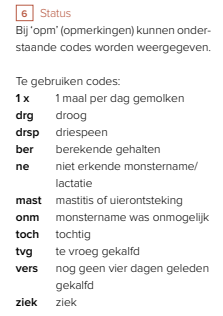 6 Status
Bij 'opm' (opmerkingen) kunnen onder-
staande codes worden weergegeven.
Te gebruiken codes:
1 x 1 maal per dag gemolken
drg droog
drsp driespeen
ber berekende gehalten
ne niet erkende monstername/
lactatie
mast mastitis of uierontsteking
onm monstername was onmogelijk
toch tochtig
tvg te vroeg gekalfd
vers nog geen vier dagen geleden
gekalfd
ziek ziek